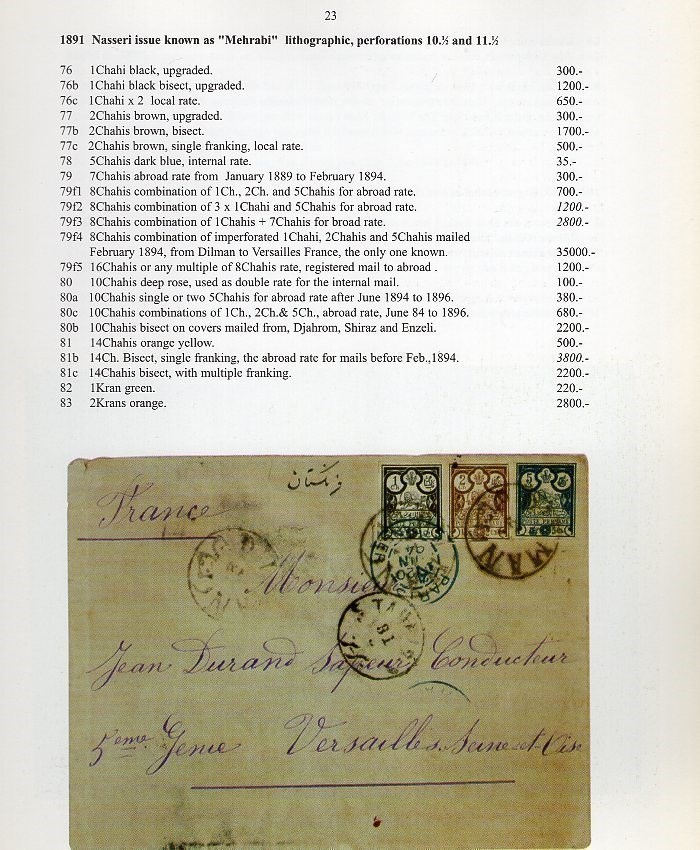 23
1891 Nasseri issue known as "Mehrabi" lithographic, perforations 10.½ and 11.½
76 1Chahi black, upgraded. 300.-
76b 1Chahi black bisect, upgraded. 1200.-
76c 1Chahi x 2 local rate. 650.-
77 2Chahis brown, upgraded. 300.-
77b 2Chahis brown, bisect. 1700.-
77c 2Chahis brown, single franking, local rate. 500.-
78 5Chahis dark blue, internal rate. 35.-
79 7Chahis abroad rate from January 1889 to February 1894. 300.-
79f1 8Chahis combination of 1Ch., 2Ch. and 5Chahis for abroad rate. 700.-
79f2 8Chahis combination of 3 x 1Chahi and 5Chahis for abroad rate. 1200.-
79f3 8Chahis combination of 1Chahis + 7Chahis for broad rate. 2800.-
79f4 8Chahis combination of imperforated 1Chahi, 2Chahis and 5Chahis mailed
February 1894, from Dilman to Versailles France, the only one known. 35000.-
79f5 16Chahis or any multiple of 8Chahis rate, registered mail to abroad . 1200.-
80 10Chahis deep rose, used as double rate for the internal mail. 100.-
80a 10Chahis single or two 5Chahis for abroad rate after June 1894 to 1896. 380.-
80c 10Chahis combinations of 1Ch., 2Ch.& 5Ch., abroad rate, June 84 to 1896. 680.-
80b 10Chahis bisect on covers mailed from, Djahrom, Shiraz and Enzeli. 2200.-
81 14Chahis orange yellow. 500.-
81b 14Ch. Bisect, single franking, the abroad rate for mails before Feb.,1894. 3800.-
81c 14Chahis bisect, with multiple franking. 2200.-
82 1Kran green. 220.-
83 2Krans orange. 2800.-
فرنگستان
1 2 5
France
Monsieur
Jean Durand Sapeur Conducteur
5eme Genie Versailles. Seine-et-Oise